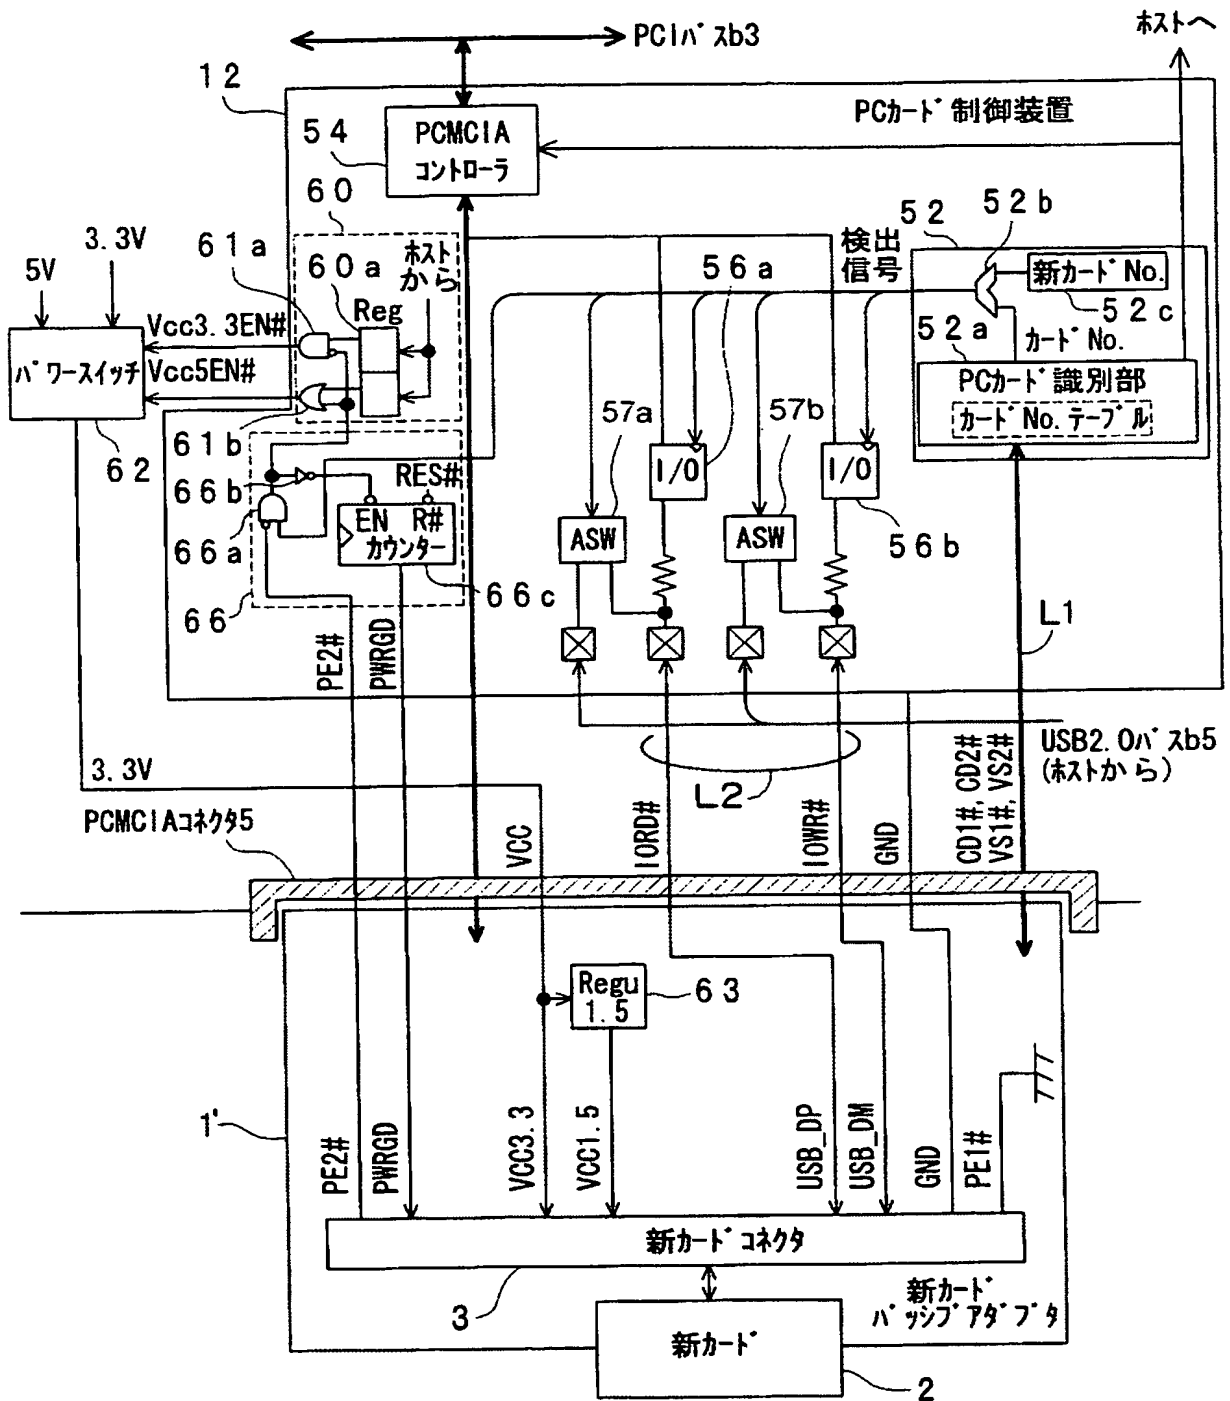 ホストへ
PCIバスb3
12
PCカード制御装置
54
PCMCIA
コントローラ
60
52
52b
検出
信号
3.3V
61a
60a
ホスト
から
56a
新カードNo.
5V
Reg
52c
Vcc3.3EN#
52a
カードNo.
パワースイッチ
Vcc5EN#
PCカード識別部
カードNo.テーブル
57a
57b
61b
62
I/O
I/O
66b
RES#
EN R#
カウンター
ASW
ASW
66a
56b
66c
66
L1
PE2#
PWRGD
USB2.0バスb5
(ホストから)
3.3V
L2
PCMCIAコネクタ5
VCC
IORD#
IOWR#
GND
CD1#, CD2#
VS1#, VS2#
Regu
1.5
63
1'
PE2#
PWRGD
VCC3.3
VCC1.5
USB_DP
USB_DM
GND
PE1#
新カードコネクタ
3
新カード
パッシブアダプタ
新カード
2